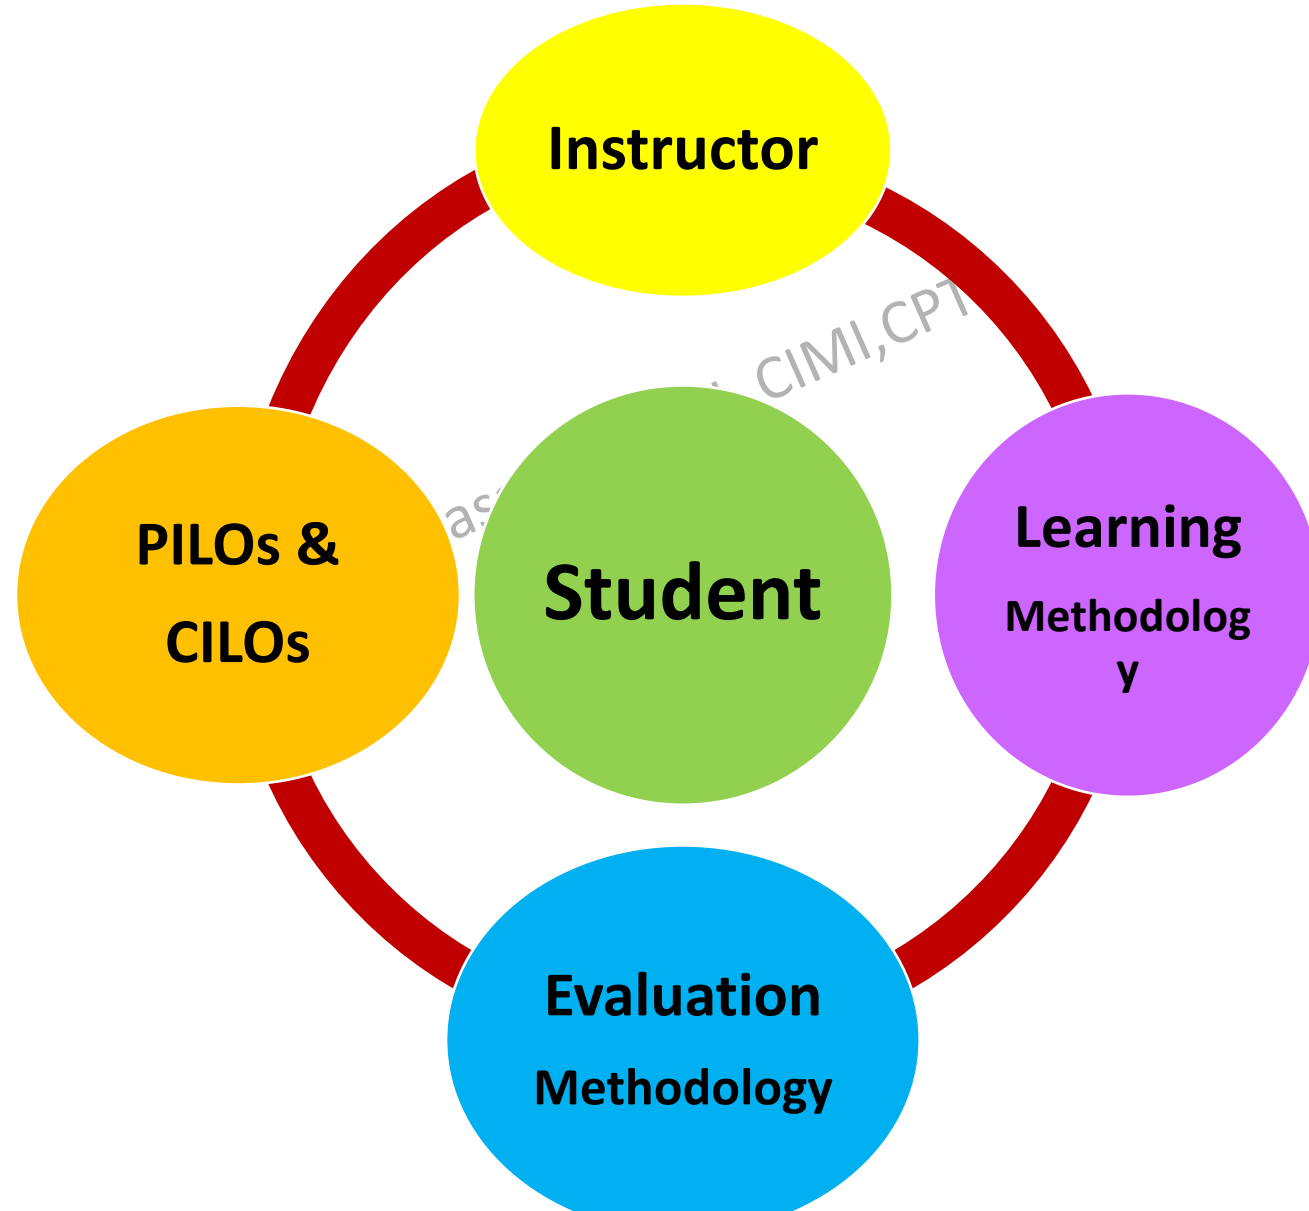 Instructor
CIMI,CPT
PILOs &
CILOs
Student
Learning
Methodolog
y
Evaluation
Methodology